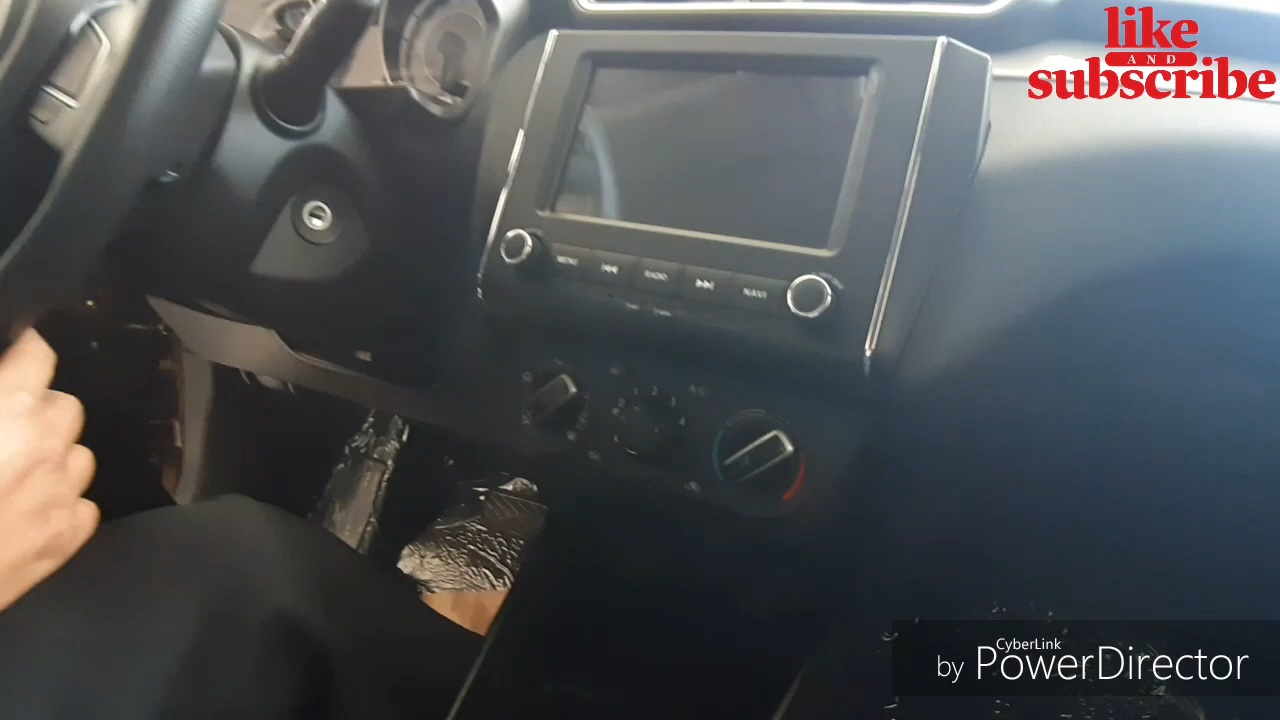 like
AND
subscribe
MENU
RADIO
NAVI
A/C
CyberLink
by PowerDirector